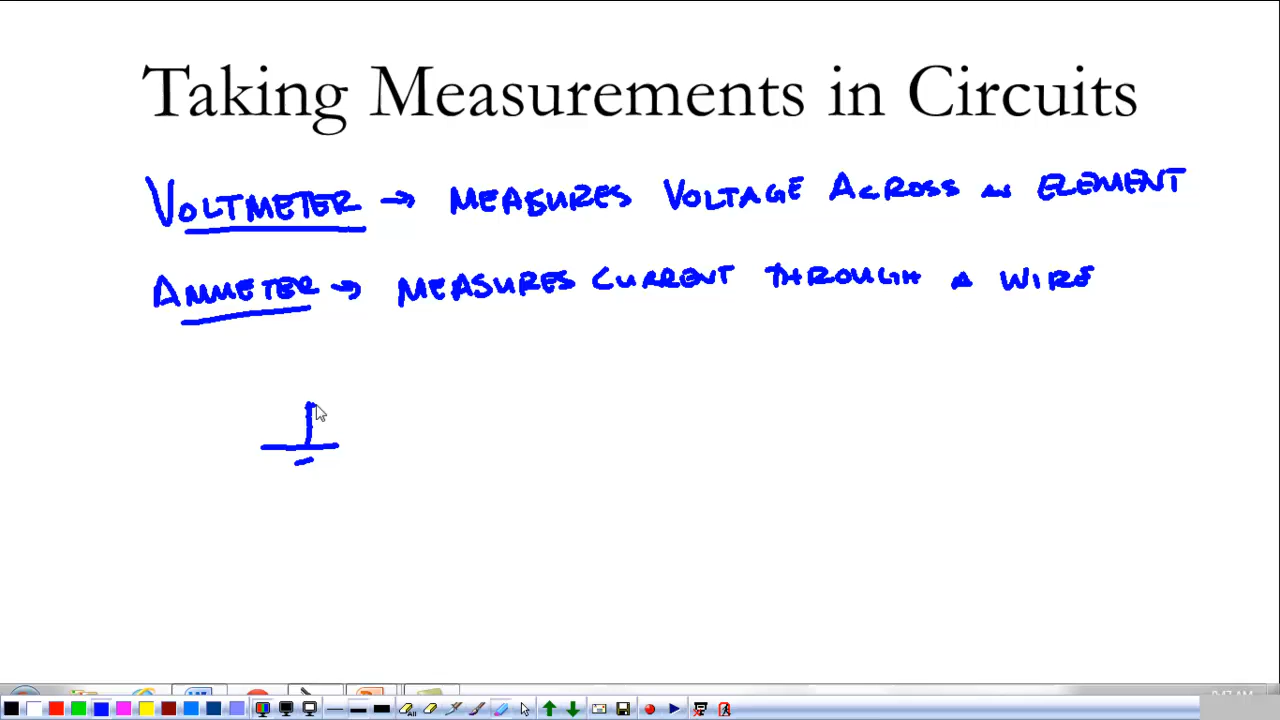 Taking Measurements in Circuits
VOLTMETER → MEASURES VOLTAGE ACROSS AN ELEMENT
AMMETER → MEASURES CURRENT THROUGH A WIRE